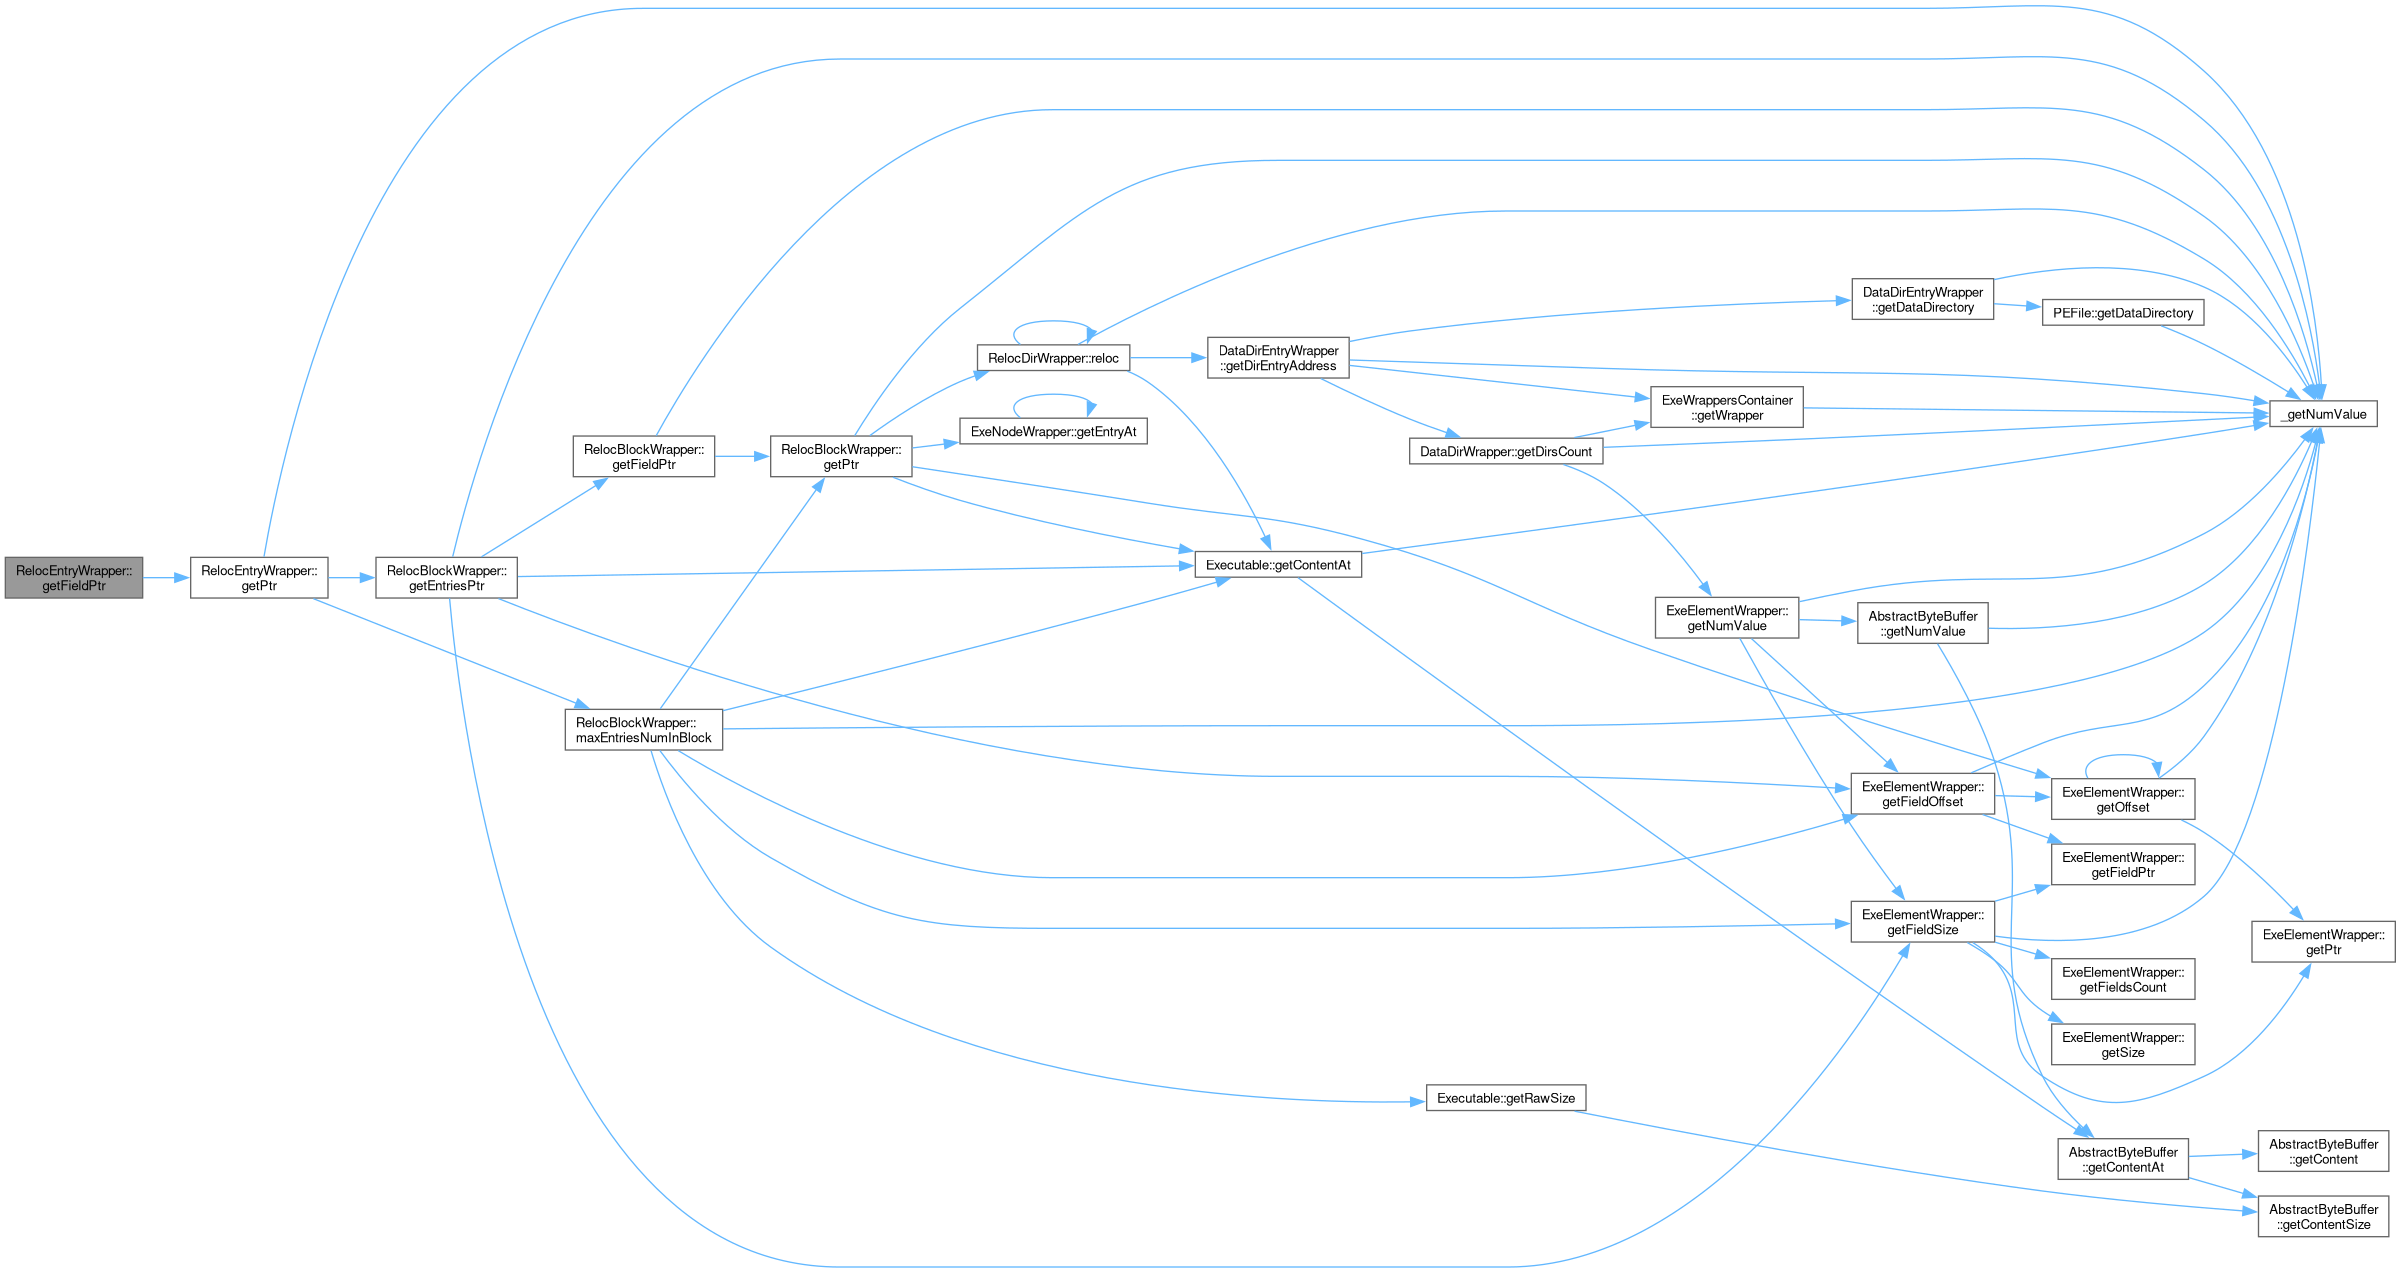 RelocEntryWrapper::
getFieldPtr
RelocEntryWrapper::
getPtr
RelocBlockWrapper::
getEntriesPtr
RelocBlockWrapper::
getFieldPtr
RelocBlockWrapper::
maxEntriesNumInBlock
RelocBlockWrapper::
getPtr
RelocDirWrapper::reloc
ExeNodeWrapper::getEntryAt
Executable::getContentAt
DataDirEntryWrapper
::getDirEntryAddress
DataDirWrapper::getDirsCount
Executable::getRawSize
ExeWrappersContainer
::getWrapper
ExeElementWrapper::
getNumValue
DataDirEntryWrapper
::getDataDirectory
AbstractByteBuffer
::getNumValue
ExeElementWrapper::
getFieldOffset
ExeElementWrapper::
getFieldSize
PEFile::getDataDirectory
ExeElementWrapper::
getOffset
ExeElementWrapper::
getFieldPtr
ExeElementWrapper::
getFieldsCount
ExeElementWrapper::
getSize
AbstractByteBuffer
::getContentAt
_getNumValue
ExeElementWrapper::
getPtr
AbstractByteBuffer
::getContent
AbstractByteBuffer
::getContentSize